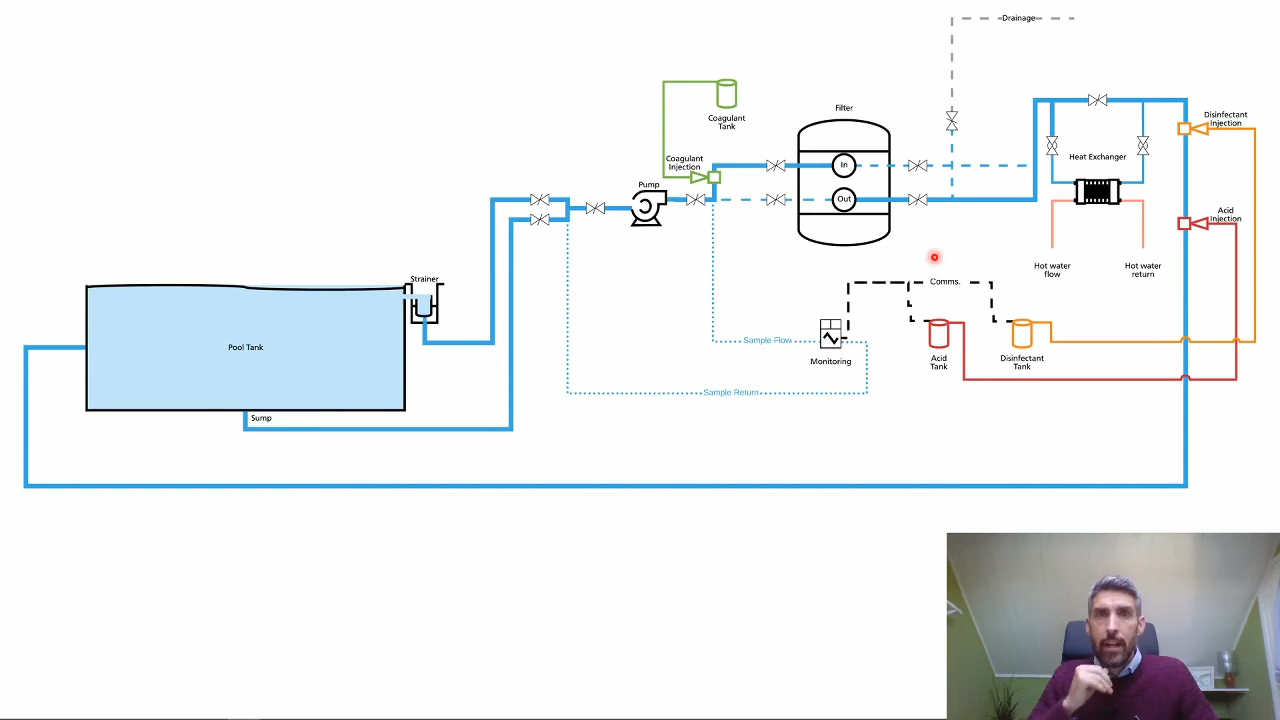 Drainage
Coagulant
Tank
Filter
Disinfectant
Injection
Coagulant
Injection
In
Heat Exchanger
Pump
Out
Acid
Injection
Strainer
Hot water
flow
Hot water
return
Comms.
Pool Tank
Sample Flow
Monitoring
Acid
Tank
Disinfectant
Tank
Sample Return
Sump